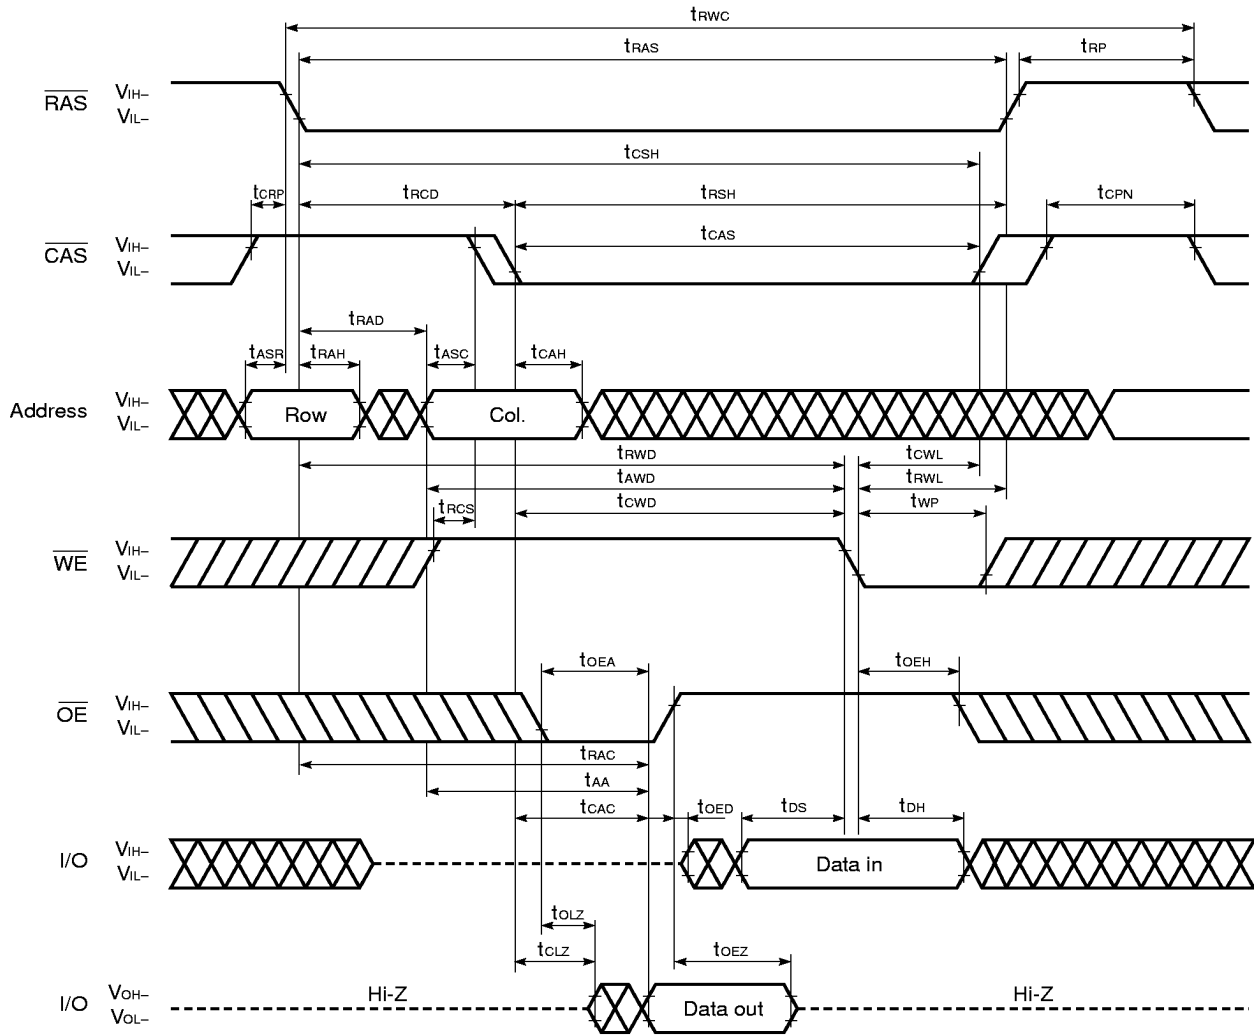 tRWC
tRAS tRP
RAS VIH–
VIL–
tCSH
tCRP tRCD tRSH tCPN
CAS VIH–
VIL–
tCAS
tRAD
tASR tRAH tASC tCAH
Address VIH–
VIL–
Row Col.
tRWD tCWL
tAWD tRWL
tRCS tCWD tWP
WE VIH–
VIL–
tOEA tOEH
OE VIH–
VIL–
tRAC
tAA
tCAC tOED tDS tDH
I/O VIH–
VIL–
Data in
tOLZ
tCLZ tOEZ
I/O VOH–
VOL–
Hi-Z Data out Hi-Z